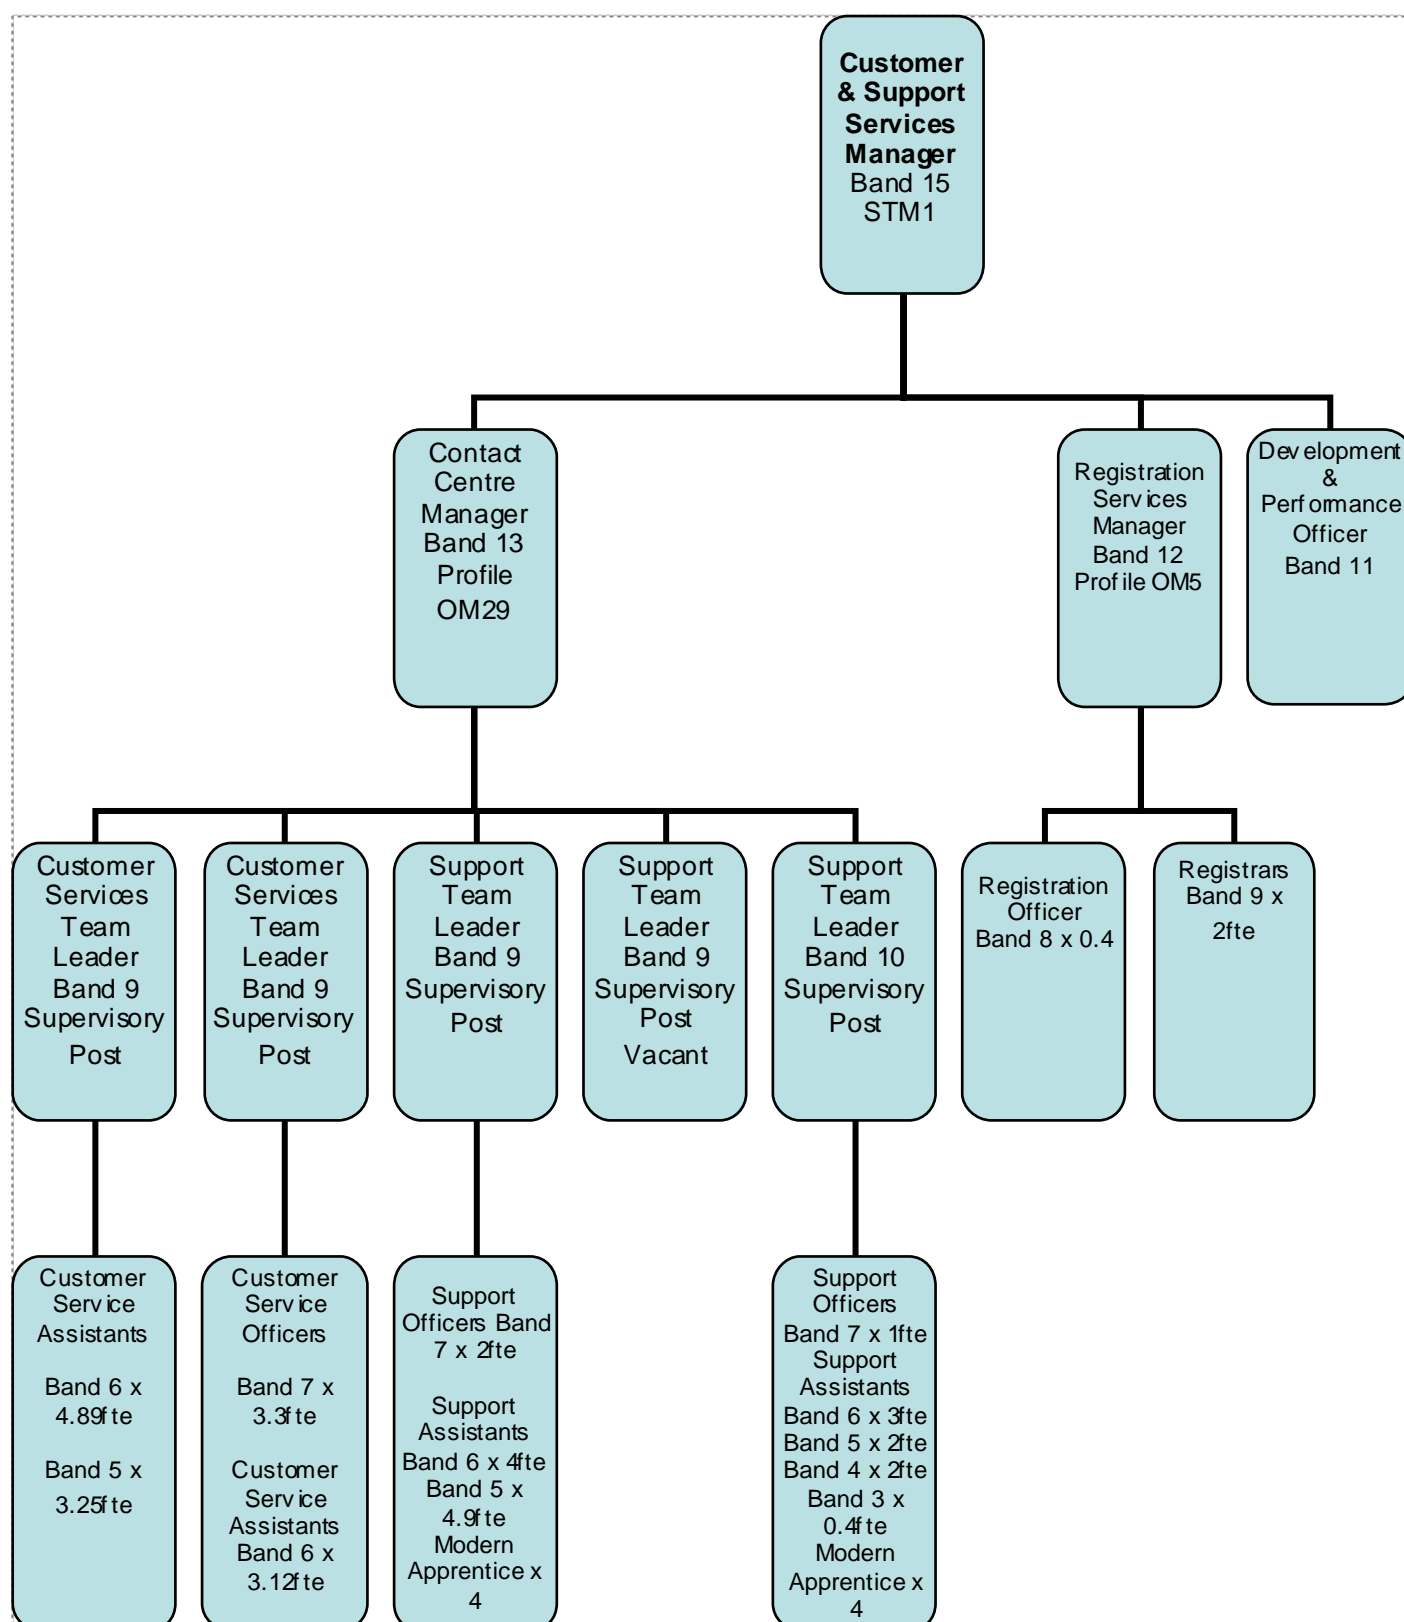 Customer
& Support
Services
Manager
Band 15
STM1
Contact
Centre
Manager
Band 13
Profile
OM29
Registration
Services
Manager
Band 12
Profile OM5
Development
&
Performance
Officer
Band 11
Customer
Services
Team
Leader
Band 9
Supervisory
Post
Customer
Services
Team
Leader
Band 9
Supervisory
Post
Support
Team
Leader
Band 9
Supervisory
Post
Support
Team
Leader
Band 9
Supervisory
Post
Vacant
Support
Team
Leader
Band 10
Supervisory
Post
Registration
Officer
Band 8 x 0.4
Registrars
Band 9 x
2fte
Customer
Service
Assistants
Band 6 x
4.89fte
Band 5 x
3.25fte
Customer
Service
Officers
Band 7 x
3.3fte
Customer
Service
Assistants
Band 6 x
3.12fte
Support
Officers Band
7 x 2fte
Support
Assistants
Band 6 x 4fte
Band 5 x
4.9fte
Modern
Apprentice x
4
Support
Officers
Band 7 x 1fte
Support
Assistants
Band 6 x 3fte
Band 5 x 2fte
Band 4 x 2fte
Band 3 x
0.4fte
Modern
Apprentice x
4